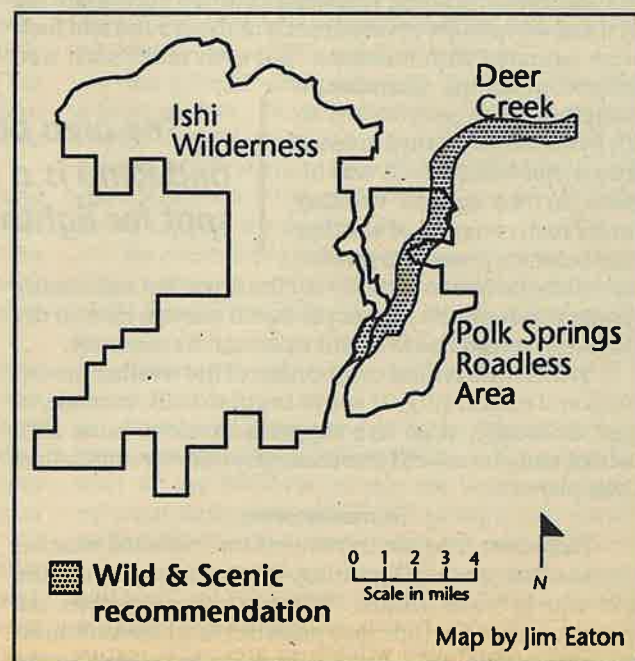 Ishi
Wilderness
Deer
Creek
Polk Springs
Roadless
Area
Wild & Scenic
recommendation
0 1 2 3 4
Scale in miles
N
Map by Jim Eaton